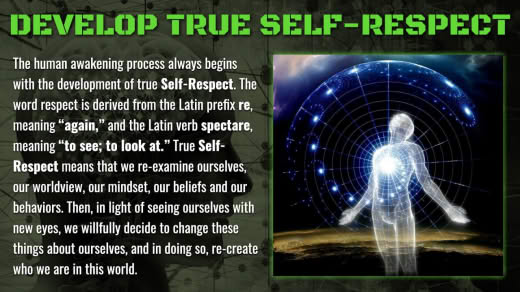 DEVELOP TRUE SELF-RESPECT
The human awakening process always begins
with the development of true Self-Respect. The
word respect is derived from the Latin prefix re,
meaning “again,” and the Latin verb spectare,
meaning “to see; to look at.” True Self-
Respect means that we re-examine ourselves,
our worldview, our mindset, our beliefs and our
behaviors. Then, in light of seeing ourselves with
new eyes, we willfully decide to change these
things about ourselves, and in doing so, re-create
who we are in this world.